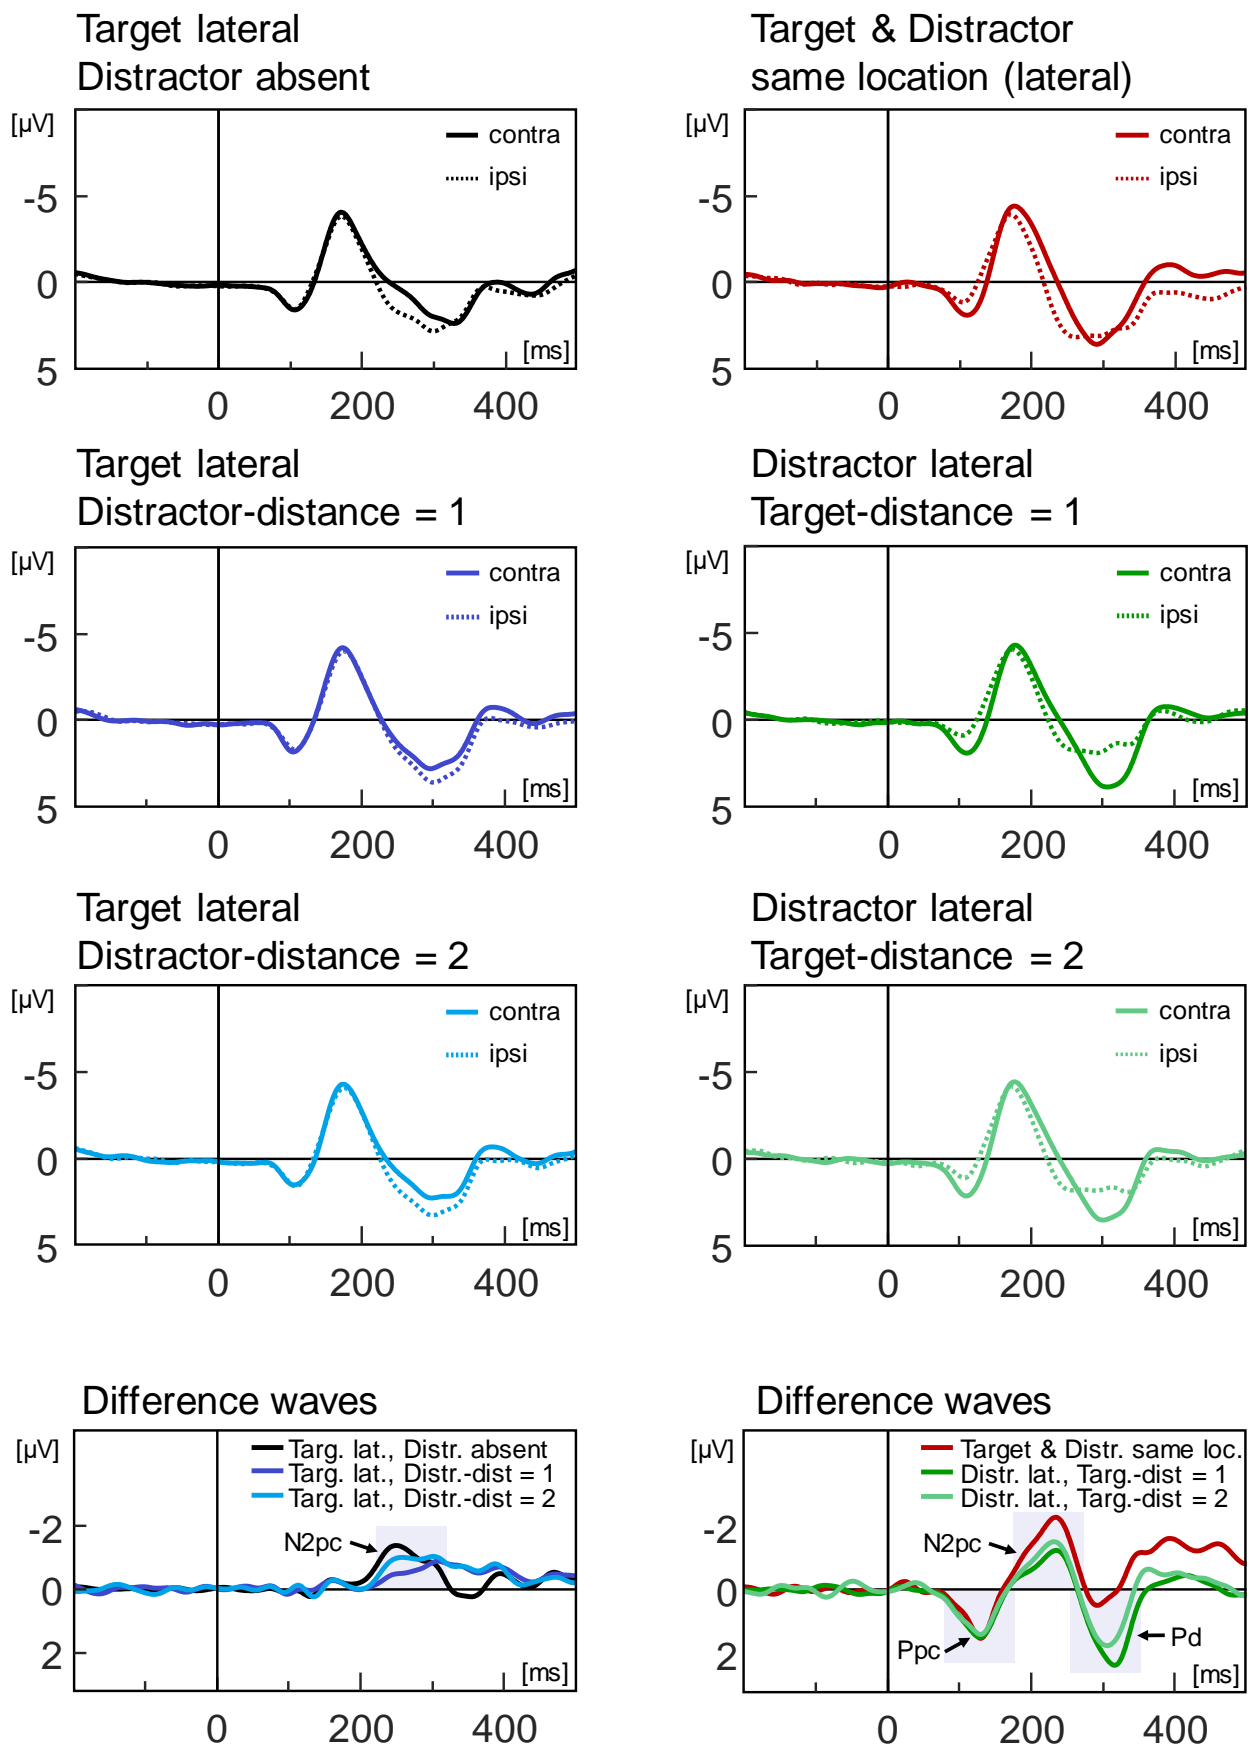 Target lateral
Distractor absent
[µV]
contra
ipsi
-5
0
5
[ms]
0 200 400
Target & Distractor
same location (lateral)
[µV]
contra
ipsi
-5
0
5
[ms]
0 200 400
Target lateral
Distractor-distance = 1
[µV]
contra
ipsi
-5
0
5
[ms]
0 200 400
Distractor lateral
Target-distance = 1
[µV]
contra
ipsi
-5
0
5
[ms]
0 200 400
Target lateral
Distractor-distance = 2
[µV]
contra
ipsi
-5
0
5
[ms]
0 200 400
Distractor lateral
Target-distance = 2
[µV]
contra
ipsi
-5
0
5
[ms]
0 200 400
Difference waves
[µV]
Targ. lat., Distr. absent
Targ. lat., Distr.-dist = 1
Targ. lat., Distr.-dist = 2
-2
N2pc
0
2
[ms]
0 200 400
Difference waves
[µV]
Target & Distr. same loc.
Distr. lat., Targ.-dist = 1
Distr. lat., Targ.-dist = 2
-2
N2pc
0
Ppc
Pd
2
[ms]
0 200 400